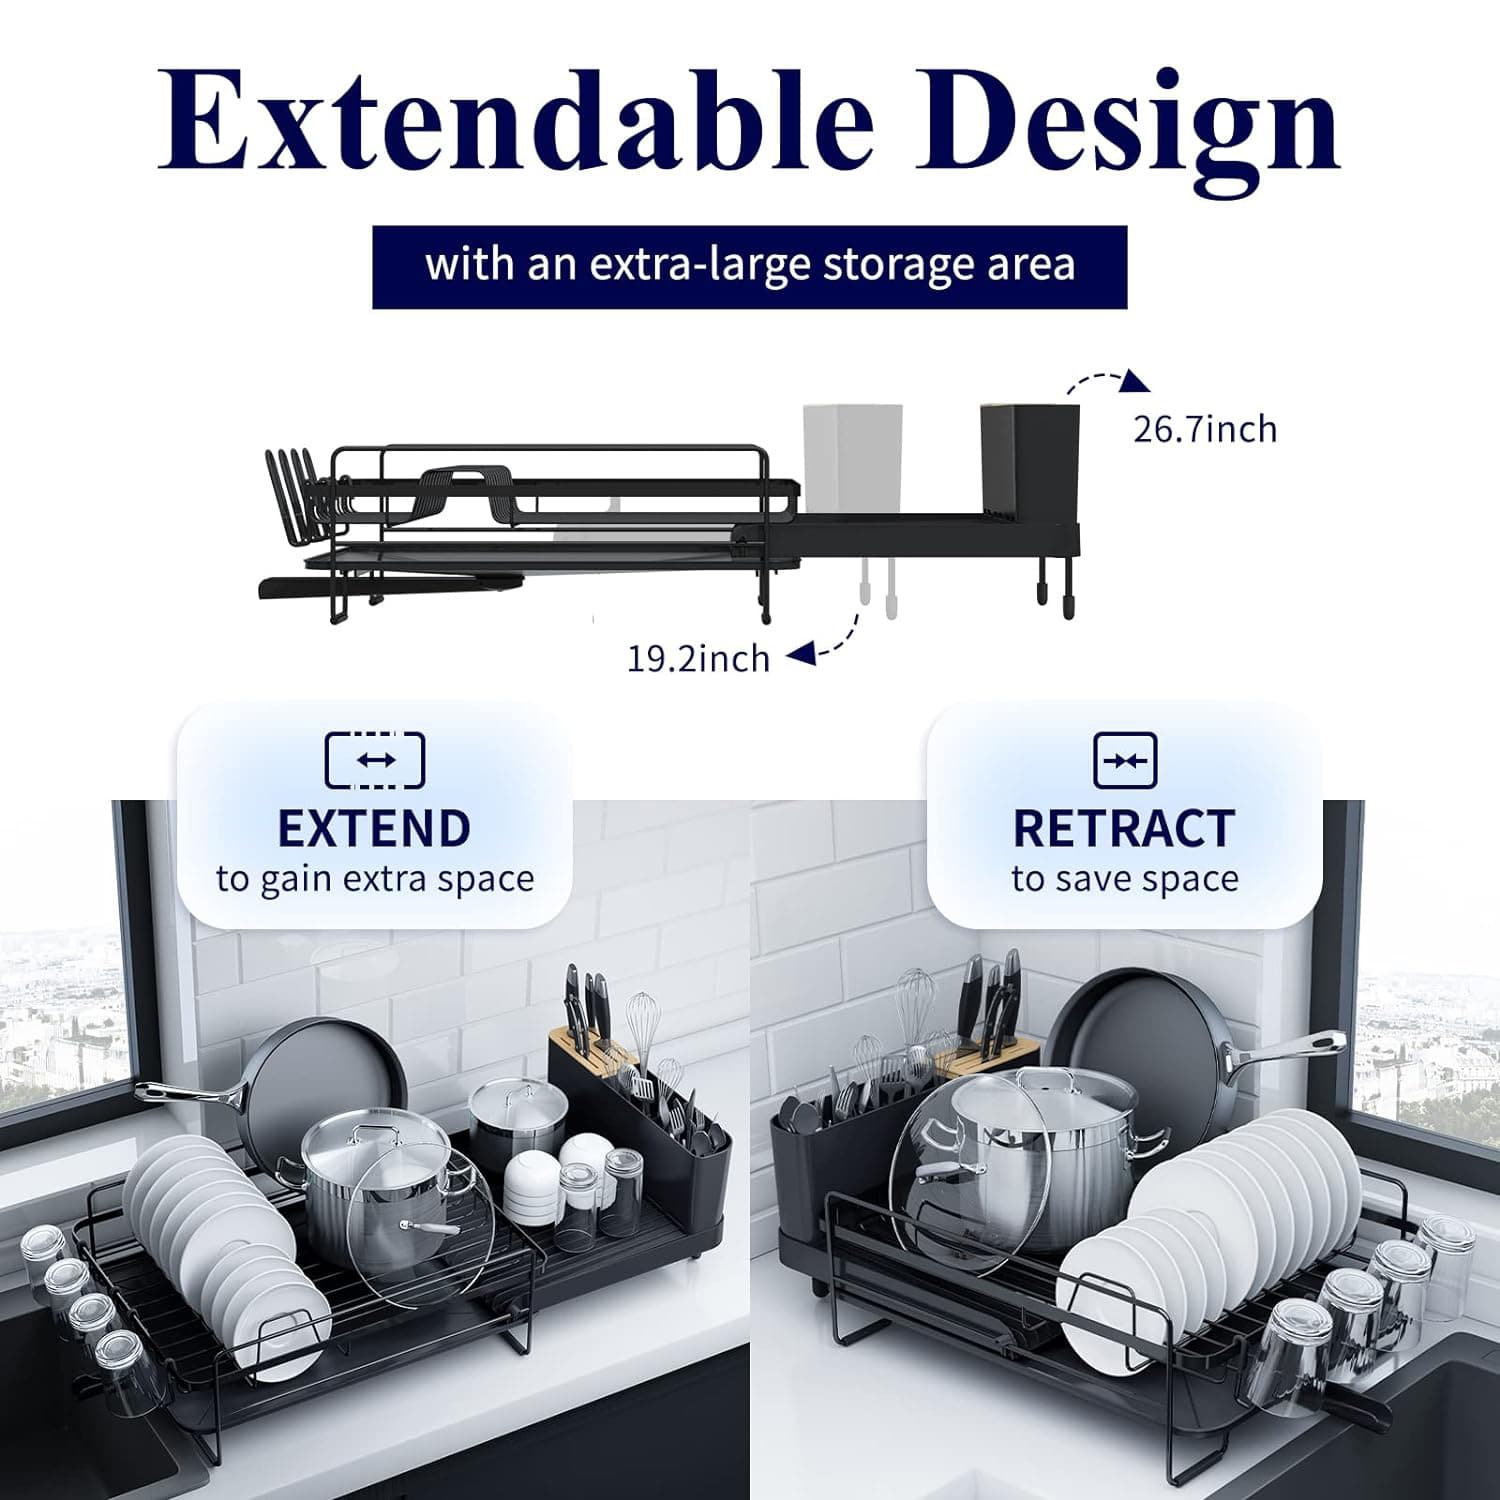 Extendable Design
with an extra-large storage area
26.7inch
19.2inch
EXTEND
to gain extra space
RETRACT
to save space